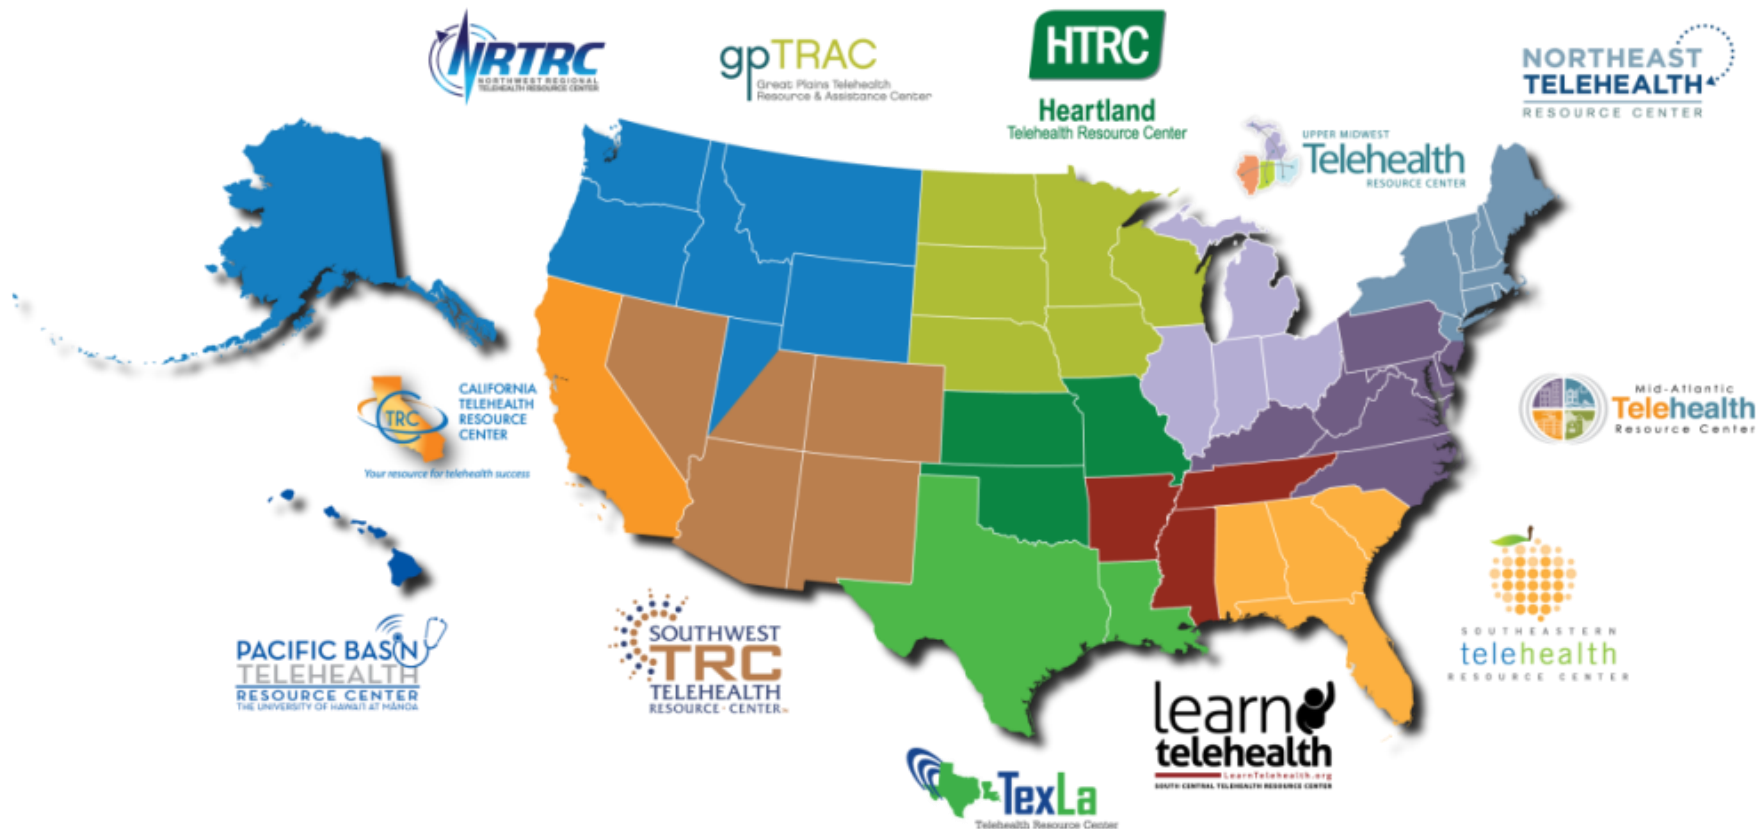 NRTRC
NORTHWEST REGIONAL
TELEHEALTH RESOURCE CENTER
gpTRAC
Great Plains Telehealth
Resource & Assistance Center
HTRC
Heartland
Telehealth Resource Center
UPPER MIDWEST
Telehealth
RESOURCE CENTER
NORTHEAST
TELEHEALTH
RESOURCE CENTER
TRC
CALIFORNIA
TELEHEALTH
RESOURCE
CENTER
Your resource for telehealth success
Mid-Atlantic
Telehealth
Resource Center
PACIFIC BASIN
TELEHEALTH
RESOURCE CENTER
THE UNIVERSITY OF HAWAI'I AT MĀNOA
SOUTHWEST
TRC
TELEHEALTH
RESOURCE · CENTER
SOUTHEASTERN
telehealth
RESOURCE CENTER
learn
telehealth
LearnTelehealth.org
SOUTH CENTRAL TELEHEALTH RESOURCE CENTER
TexLa
Telehealth Resource Center